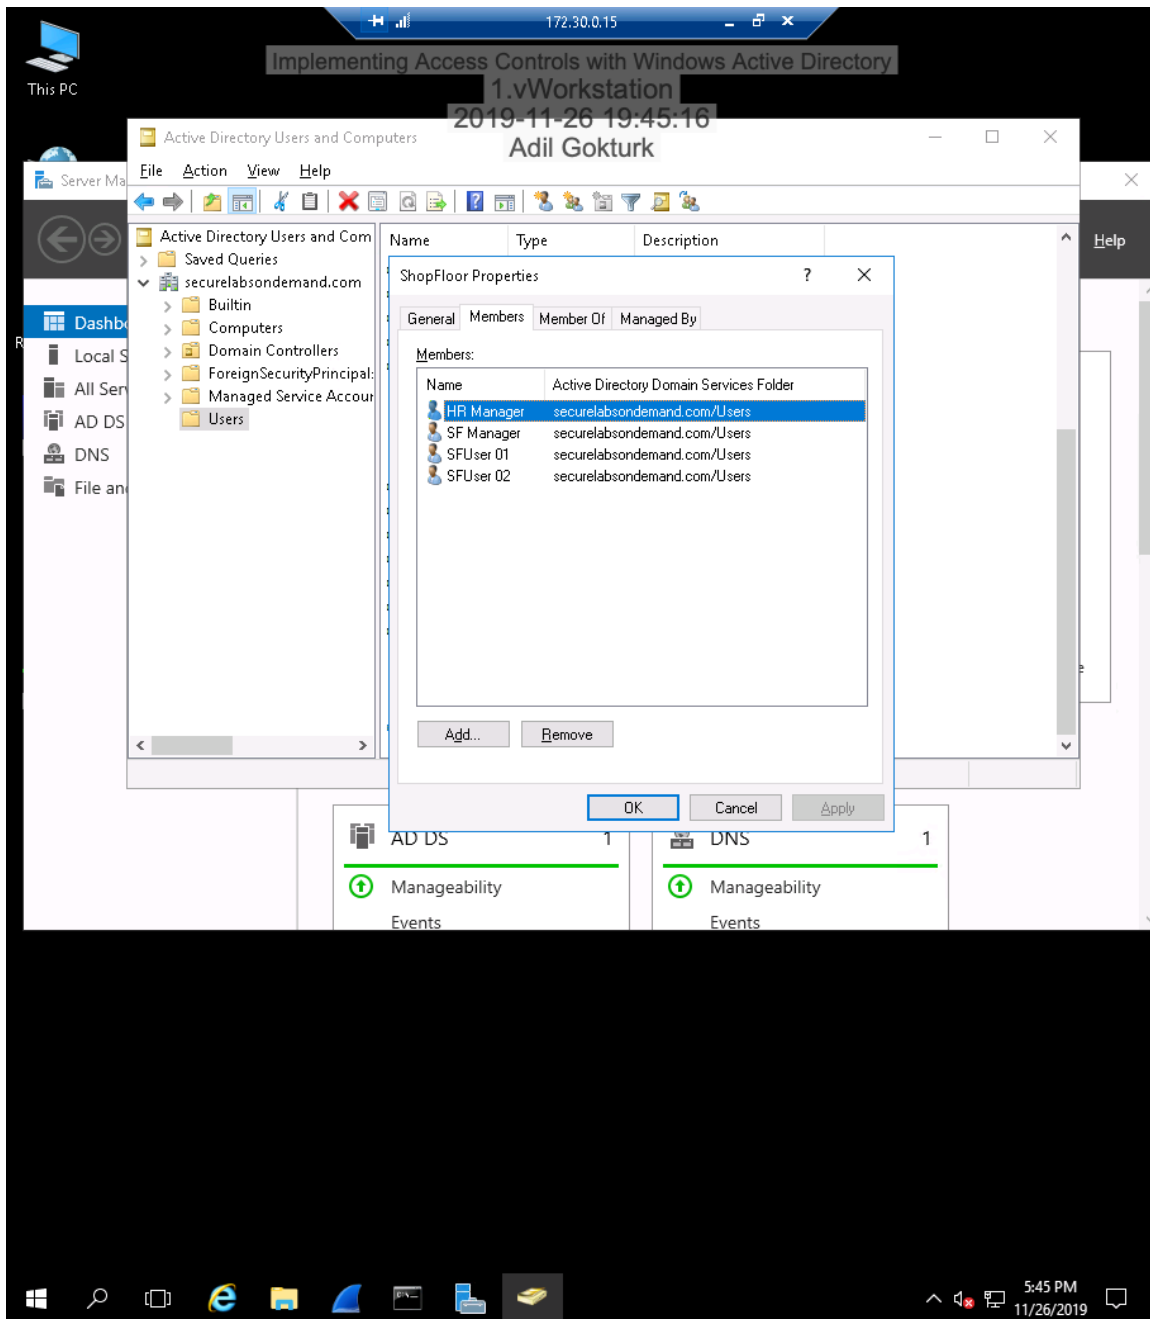 172.30.0.15
This PC
Implementing Access Controls with Windows Active Directory
1.vWorkstation
2019-11-26 19:45:16
Adil Gokturk
Active Directory Users and Computers
Server Ma
File Action View Help
Help
Active Directory Users and Com
Saved Queries
securelabsondemand.com
Builtin
Computers
Domain Controllers
ForeignSecurityPrincipal:
Managed Service Accour
Users
Name Type Description
Dashbo
Local S
All Serv
AD DS
DNS
File and
R
ShopFloor Properties
?
General Members Member Of Managed By
Members:
Name Active Directory Domain Services Folder
HR Manager securelabsondemand.com/Users
SF Manager securelabsondemand.com/Users
SFUser 01 securelabsondemand.com/Users
SFUser 02 securelabsondemand.com/Users
Add... Remove
OK Cancel Apply
AD DS 1
Manageability
Events
DNS 1
Manageability
Events
5:45 PM
11/26/2019